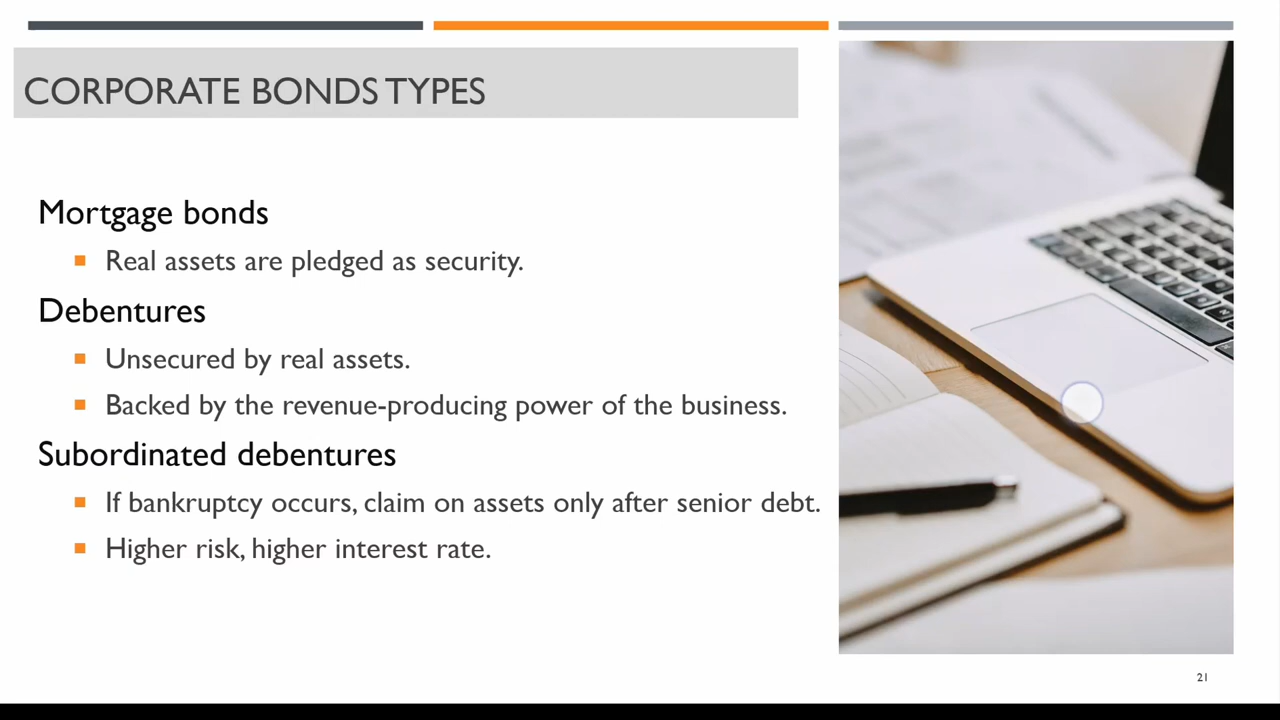 CORPORATE BONDS TYPES
Mortgage bonds
Real assets are pledged as security.
Debentures
Unsecured by real assets.
Backed by the revenue-producing power of the business.
Subordinated debentures
If bankruptcy occurs, claim on assets only after senior debt.
Higher risk, higher interest rate.
21